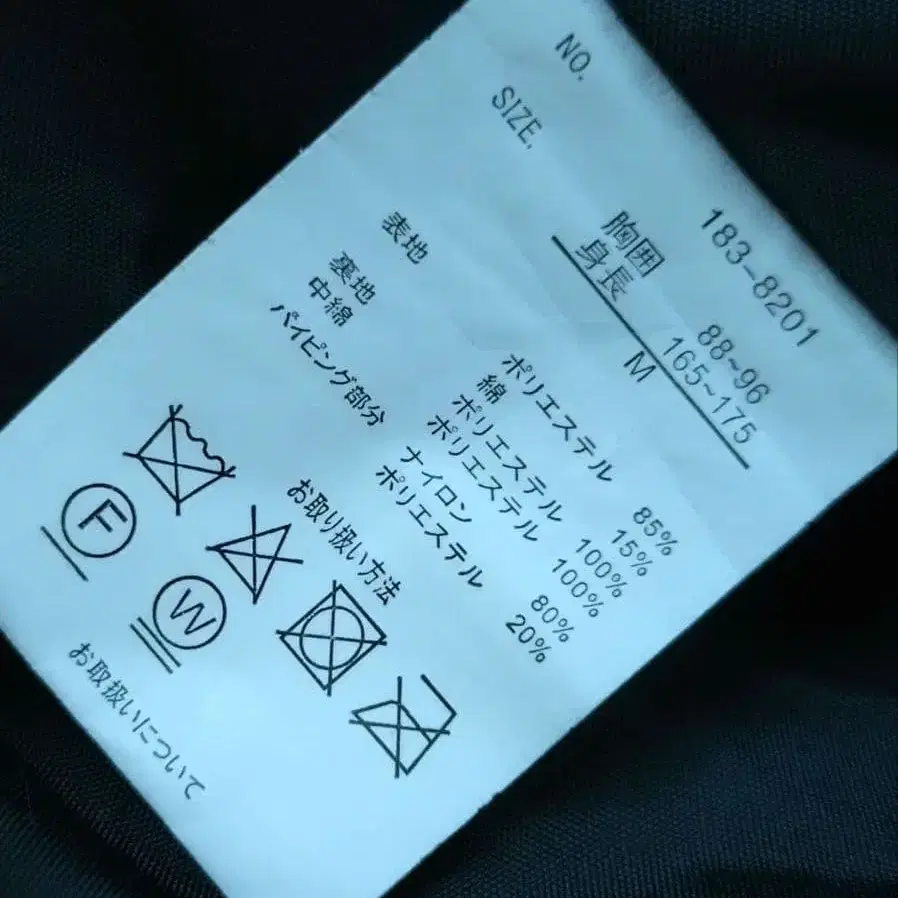 NO. 183-8201
SIZE. 胸囲 88~96
身長 165~175
M
表地 ポリエステル 85%
綿 15%
裏地 ポリエステル 100%
中綿 ポリエステル 100%
パイピング部分 ナイロン 80%
ポリエステル 20%
お取り扱い方法
F
W
お取扱いについて